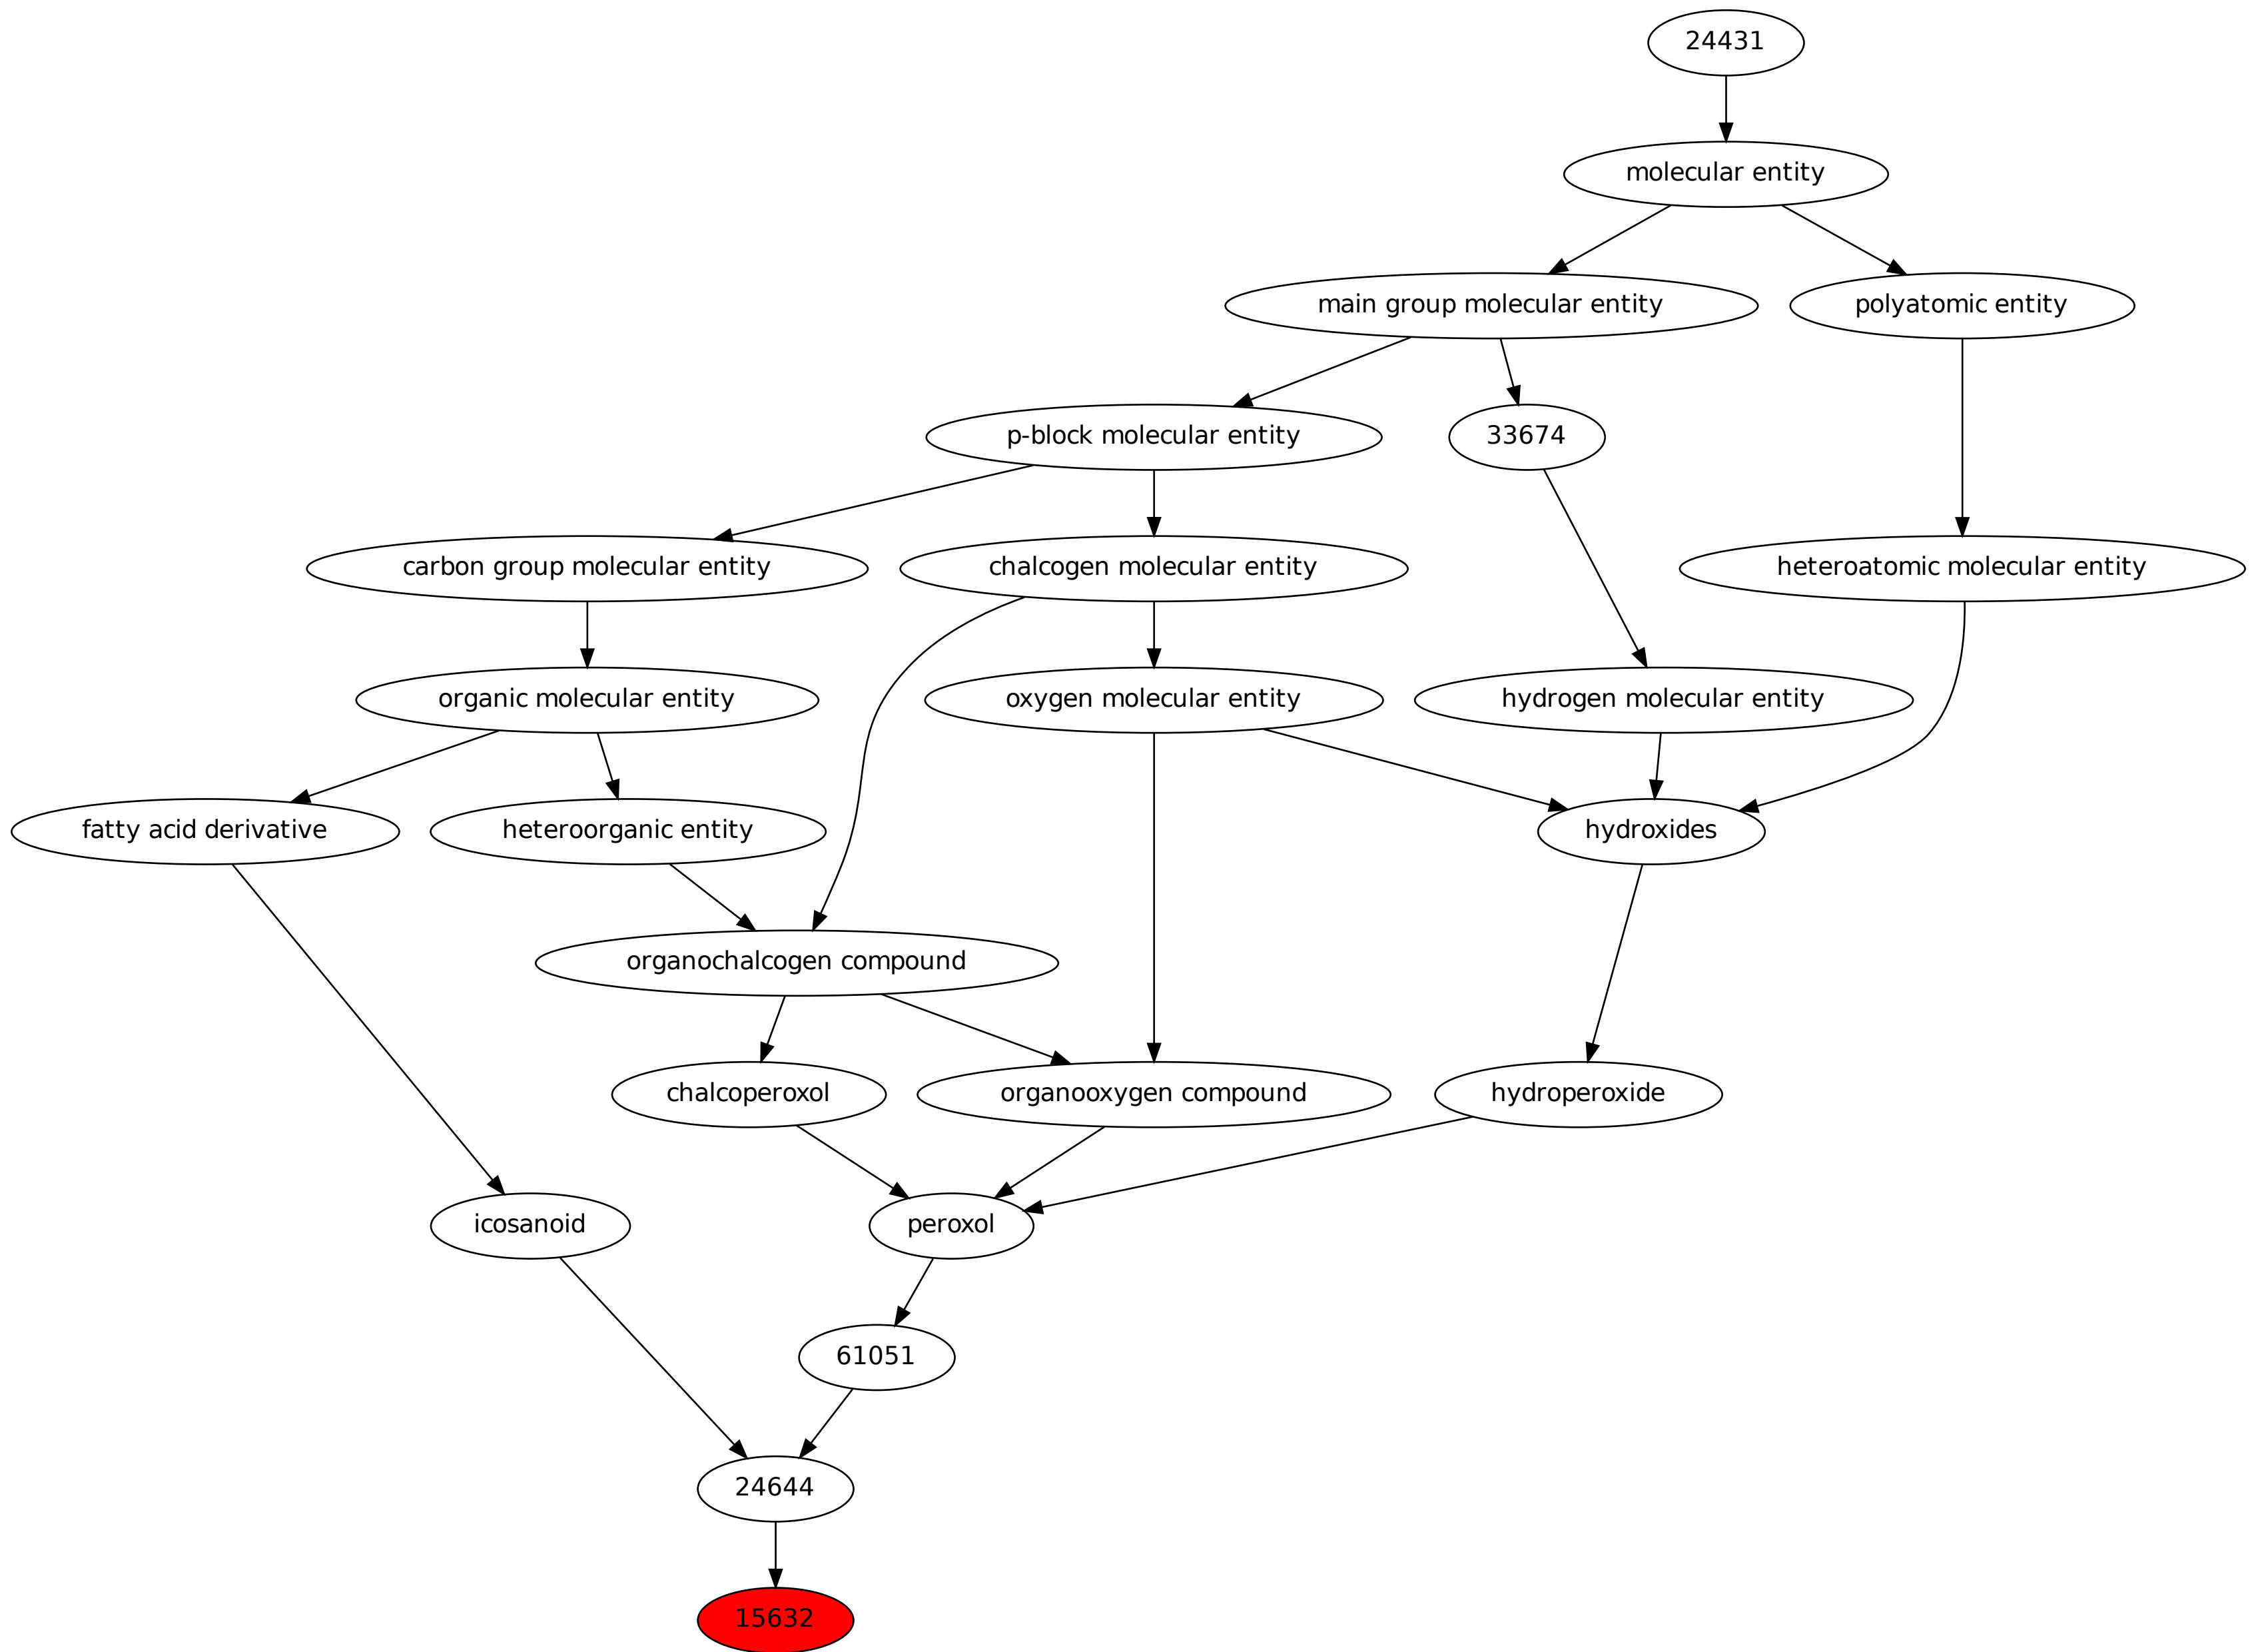 24431
molecular entity
main group molecular entity
polyatomic entity
p-block molecular entity
33674
carbon group molecular entity
chalcogen molecular entity
heteroatomic molecular entity
organic molecular entity
oxygen molecular entity
hydrogen molecular entity
fatty acid derivative
heteroorganic entity
hydroxides
organochalcogen compound
chalcoperoxol
organooxygen compound
hydroperoxide
icosanoid
peroxol
61051
24644
15632